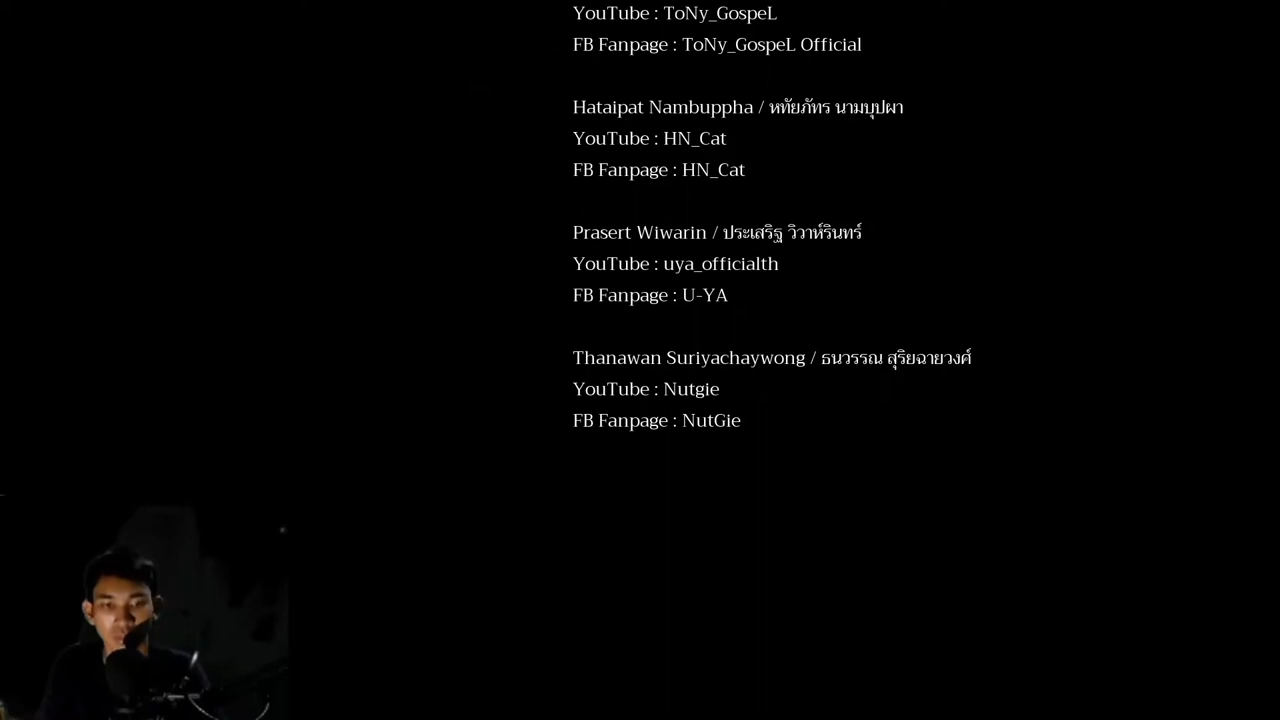 YouTube : ToNy_GospeL
FB Fanpage : ToNy_GospeL Official
Hataipat Nambuppha / หทัยภัทร นามบุปผา
YouTube : HN_Cat
FB Fanpage : HN_Cat
Prasert Wiwarin / ประเสริฐ วิวาห์รินทร์
YouTube : uya_officialth
FB Fanpage : U-YA
Thanawan Suriyachaywong / ธนวรรณ สุริยฉายวงศ์
YouTube : Nutgie
FB Fanpage : NutGie